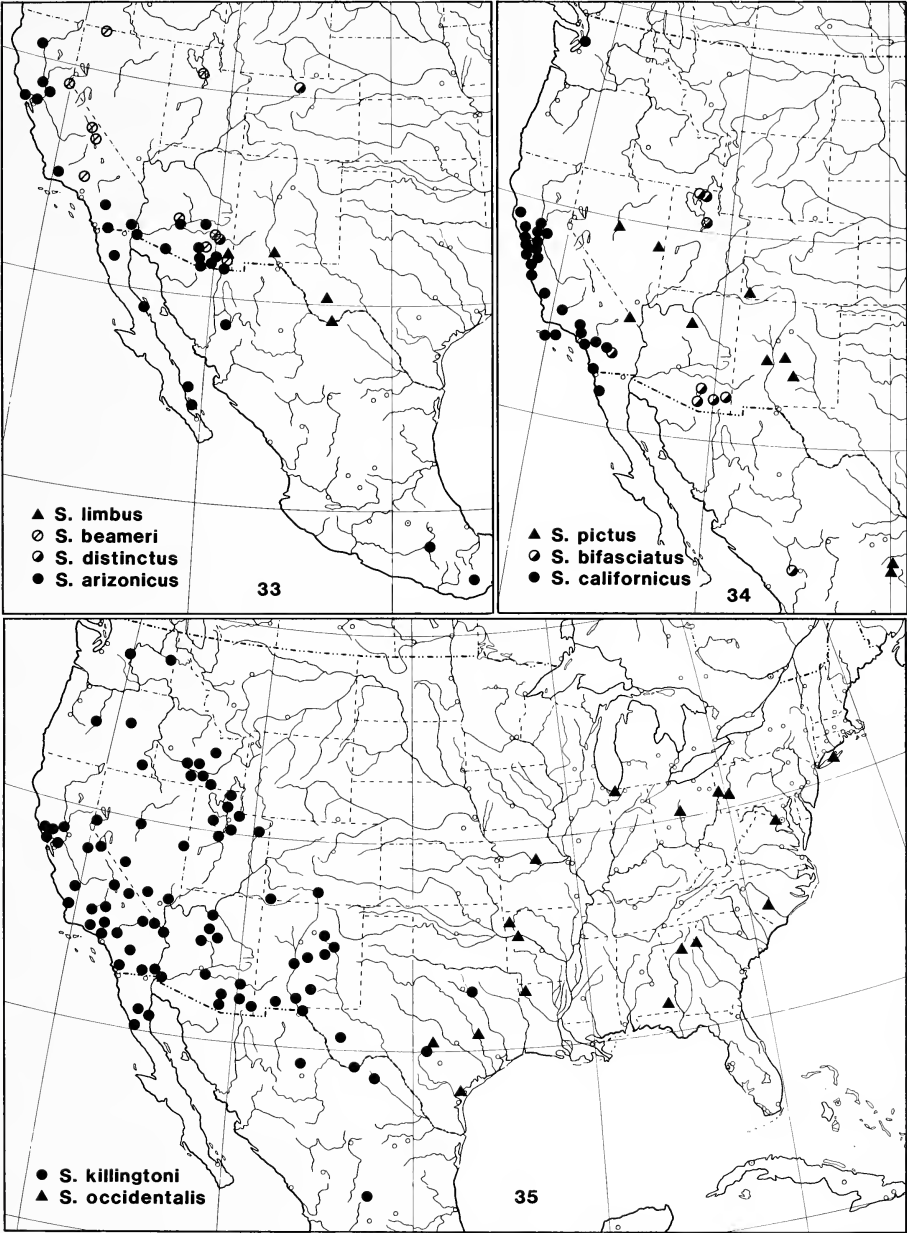 ▲ S. limbus
⊘ S. beameri
◑ S. distinctus
● S. arizonicus
33
▲ S. pictus
◑ S. bifasciatus
● S. californicus
34
● S. killingtoni
▲ S. occidentalis
35